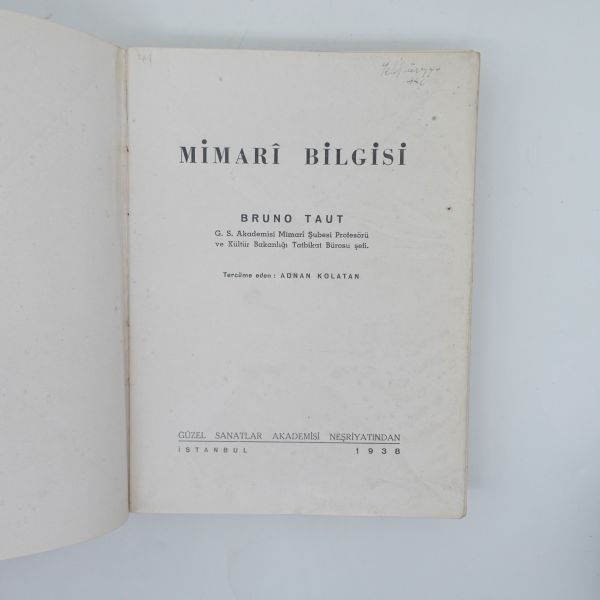 MİMARÎ BİLGİSİ
BRUNO TAUT
G. S. Akademisi Mimarî Şubesi Profesörü
ve Kültür Bakanlığı Tatbikat Bürosu şefi.
Tercüme eden : ADNAN KOLATAN
GÜZEL SANATLAR AKADEMİSİ NEŞRİYATINDAN
İSTANBUL 1938